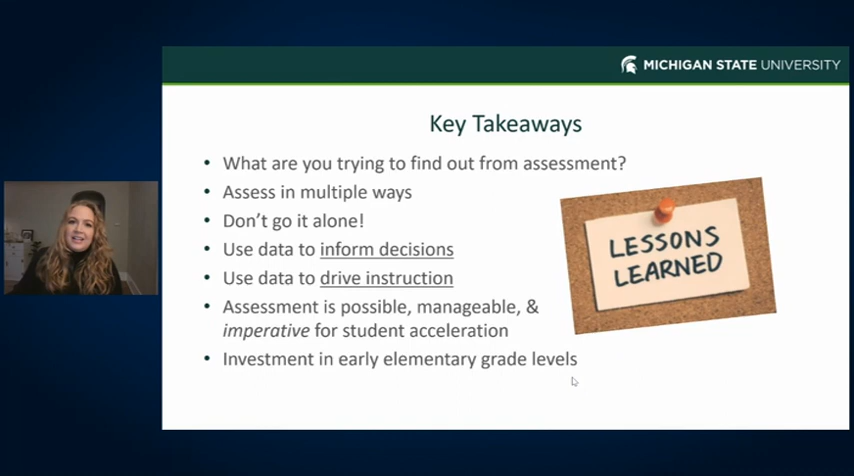 MICHIGAN STATE UNIVERSITY
Key Takeaways
• What are you trying to find out from assessment?
• Assess in multiple ways
• Don't go it alone!
• Use data to inform decisions
• Use data to drive instruction
• Assessment is possible, manageable, &
imperative for student acceleration
• Investment in early elementary grade levels
LESSONS
LEARNED